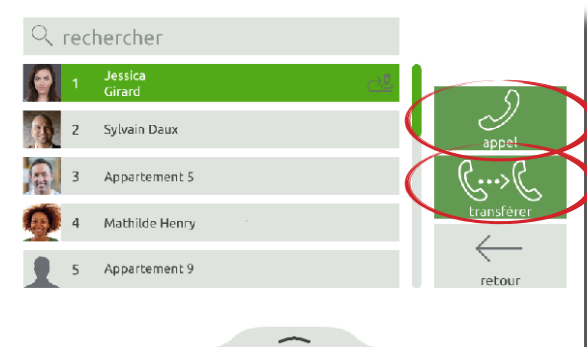 rechercher
1 Jessica
Girard
2 Sylvain Daux
3 Appartement 5
4 Mathilde Henry
5 Appartement 9
appel
transférer
retour